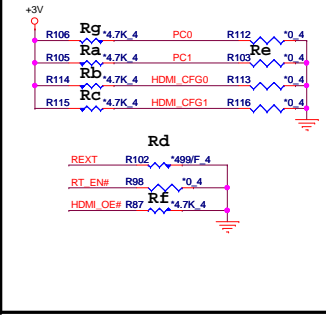 +3V
R106 Rg *4.7K_4 PC0 R112 *0_4
R105 Ra *4.7K_4 PC1 R103 Re *0_4
R114 Rb *4.7K_4 HDMI_CFG0 R113 *0_4
R115 Rc *4.7K_4 HDMI_CFG1 R116 *0_4
Rd
REXT R102 *499/F_4
RT_EN# R98 *0_4
Rf
HDMI_OE# R87 *4.7K_4